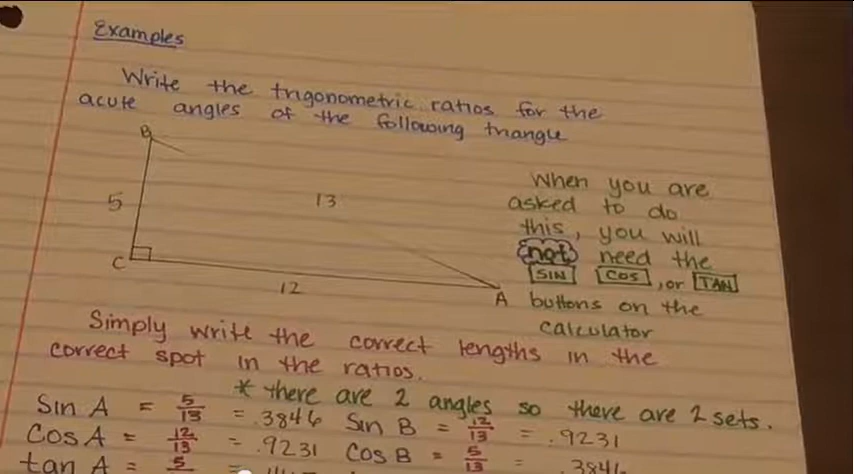 Examples
Write the trigonometric ratios for the
acute angles of the following triangle
B
5
13
C
12
A
When you are
asked to do
this, you will
not need the
SIN COS, or TAN
buttons on the
calculator
Simply write the correct lengths in the
correct spot in the ratios.
* there are 2 angles so there are 2 sets.
Sin A = 5/13 = .3846 Sin B = 12/13 = .9231
Cos A = 12/13 = .9231 Cos B = 5/13 = .3846
tan A = 5